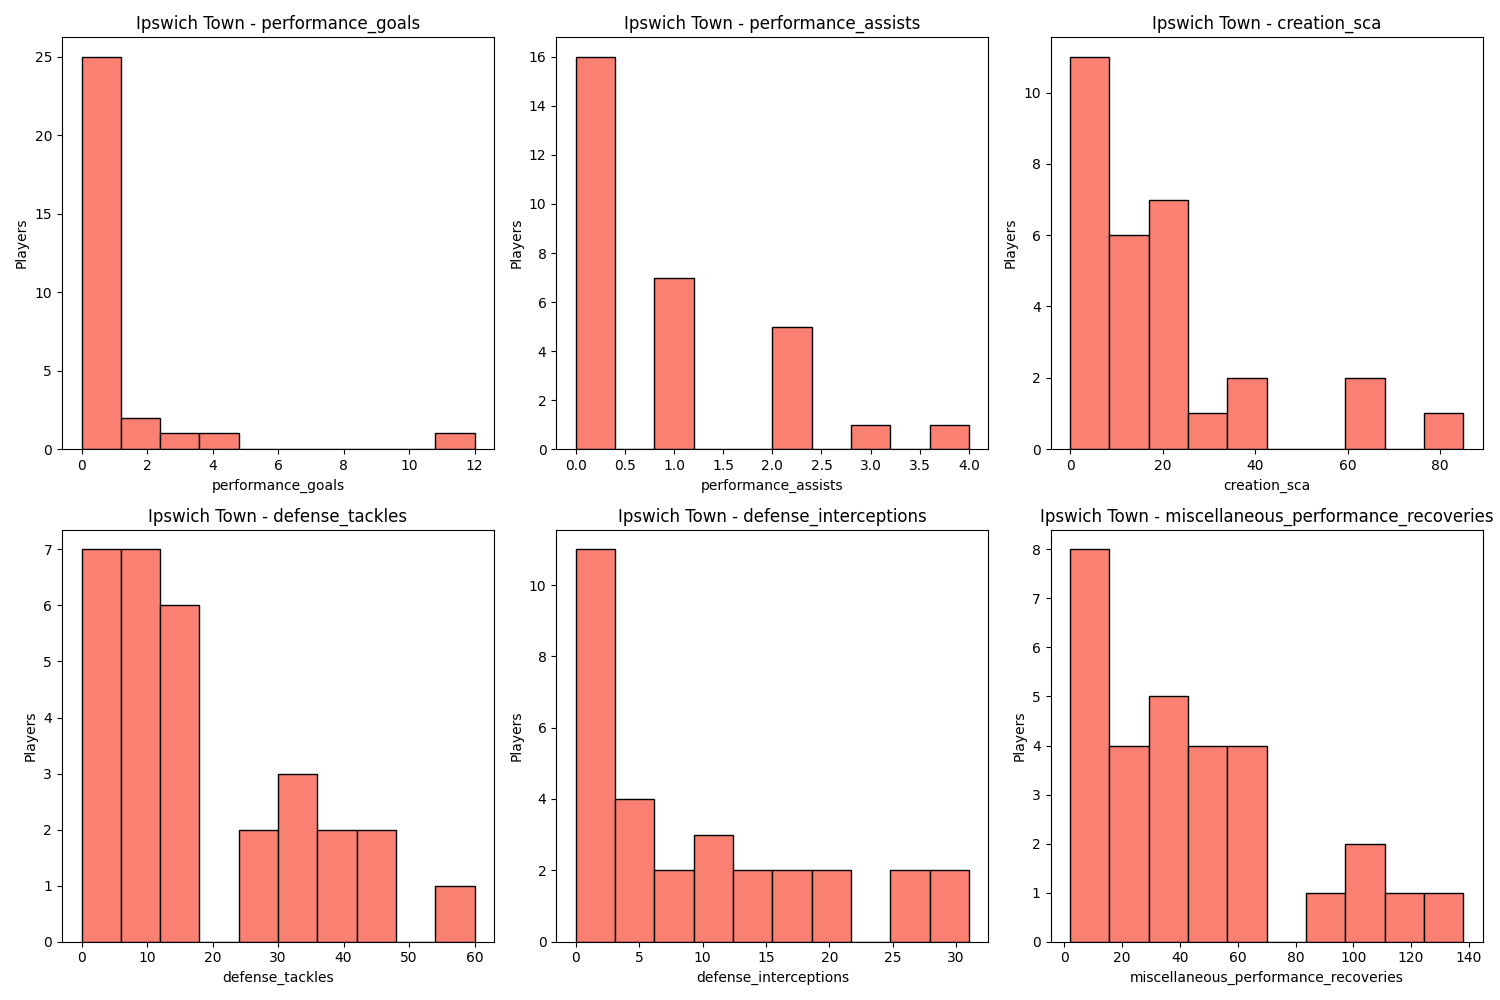 Ipswich Town - performance_goals
Players
25
20
15
10
5
0
0 2 4 6 8 10 12
performance_goals
Ipswich Town - performance_assists
Players
16
14
12
10
8
6
4
2
0
0.0 0.5 1.0 1.5 2.0 2.5 3.0 3.5 4.0
performance_assists
Ipswich Town - creation_sca
Players
10
8
6
4
2
0
0 20 40 60 80
creation_sca
Ipswich Town - defense_tackles
Players
7
6
5
4
3
2
1
0
0 10 20 30 40 50 60
defense_tackles
Ipswich Town - defense_interceptions
Players
10
8
6
4
2
0
0 5 10 15 20 25 30
defense_interceptions
Ipswich Town - miscellaneous_performance_recoveries
Players
8
7
6
5
4
3
2
1
0
0 20 40 60 80 100 120 140
miscellaneous_performance_recoveries